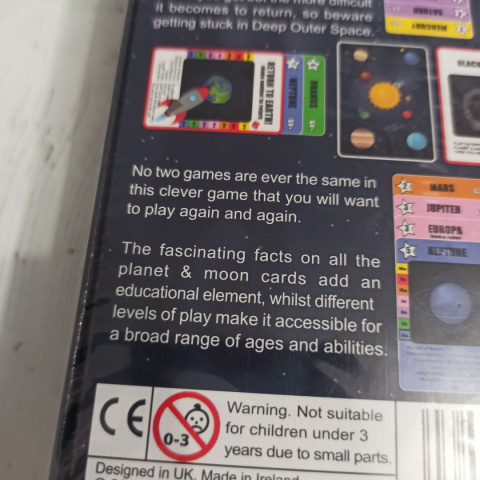 it becomes to return, so beware
getting stuck in Deep Outer Space.
SATURN
MERCURY
RETURN TO EARTH!
NEPTUNE
URANUS
No two games are ever the same in
this clever game that you will want
to play again and again.
MARS
JUPITER
EUROPA
NEPTUNE
The fascinating facts on all the
planet & moon cards add an
educational element, whilst different
levels of play make it accessible for
a broad range of ages and abilities.
CE
0-3
Warning. Not suitable
for children under 3
years due to small parts.
Designed in UK. Made in Ireland